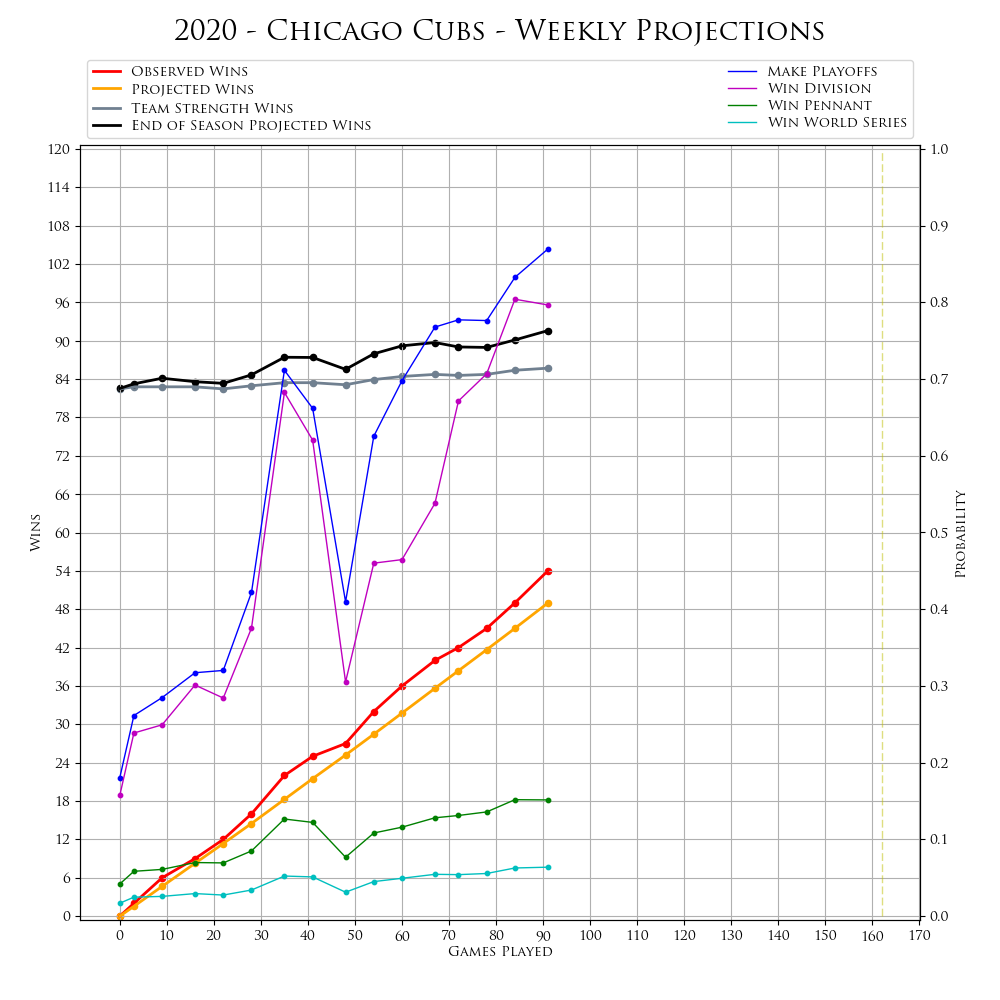 2020 - Chicago Cubs - Weekly Projections
Observed Wins
Projected Wins
Team Strength Wins
End of Season Projected Wins
Make Playoffs
Win Division
Win Pennant
Win World Series
120
114
108
102
96
90
84
78
72
66
60
54
48
42
36
30
24
18
12
6
0
Wins
1.0
0.9
0.8
0.7
0.6
0.5
0.4
0.3
0.2
0.1
0.0
Probability
0 10 20 30 40 50 60 70 80 90 100 110 120 130 140 150 160 170
Games Played